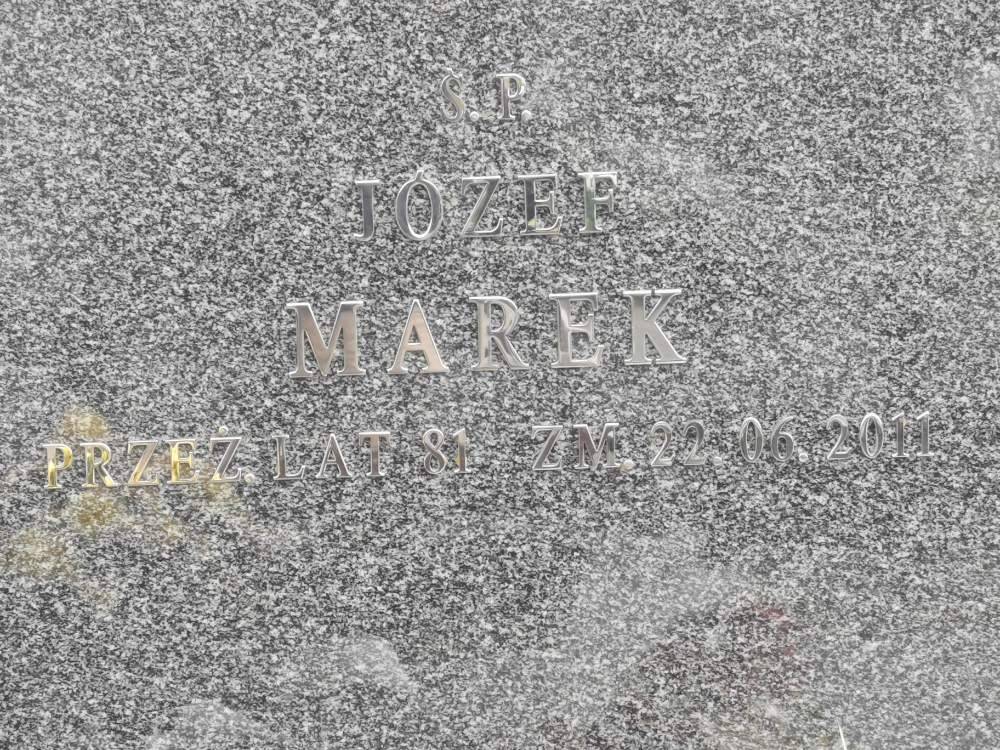 Ś. P.
JÓZEF
MAREK
PRZEŻ. LAT 81 ZM. 22. 06. 2011